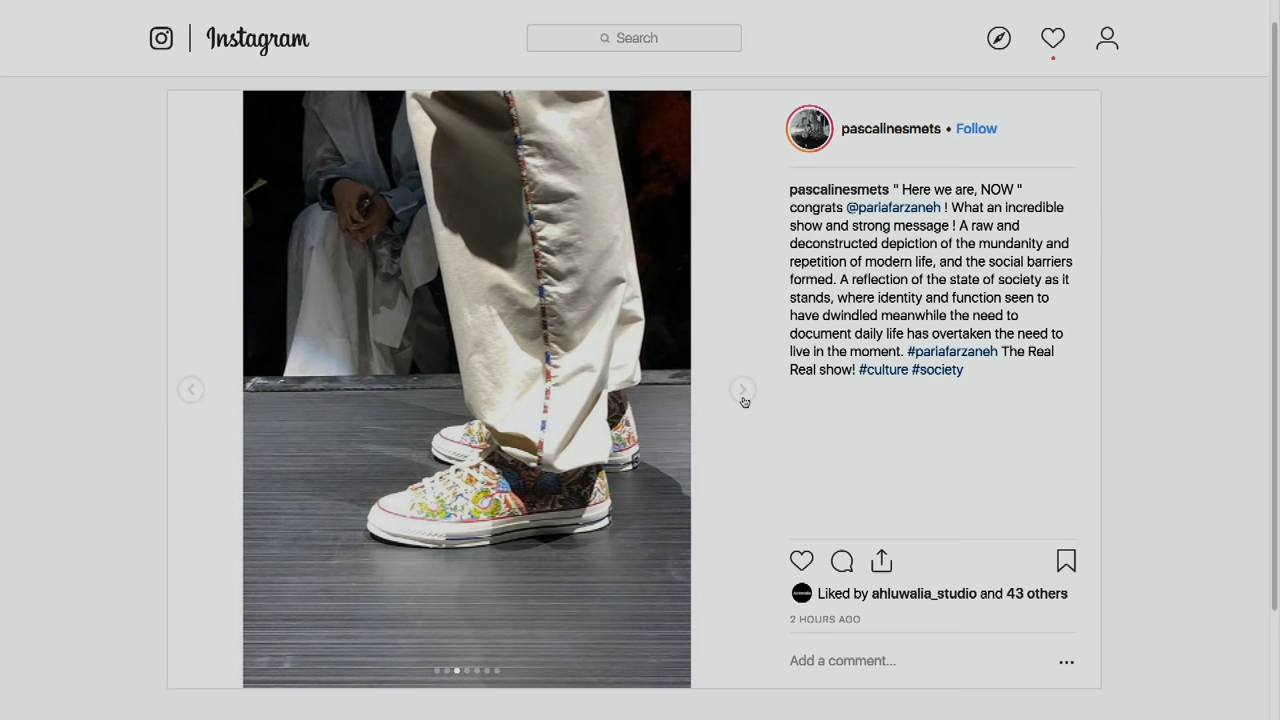 Instagram
Search
pascalinesmets • Follow
pascalinesmets " Here we are, NOW "
congrats @pariafarzaneh ! What an incredible
show and strong message ! A raw and
deconstructed depiction of the mundanity and
repetition of modern life, and the social barriers
formed. A reflection of the state of society as it
stands, where identity and function seen to
have dwindled meanwhile the need to
document daily life has overtaken the need to
live in the moment. #pariafarzaneh The Real
Real show! #culture #society
Liked by ahluwalia_studio and 43 others
2 HOURS AGO
Add a comment...